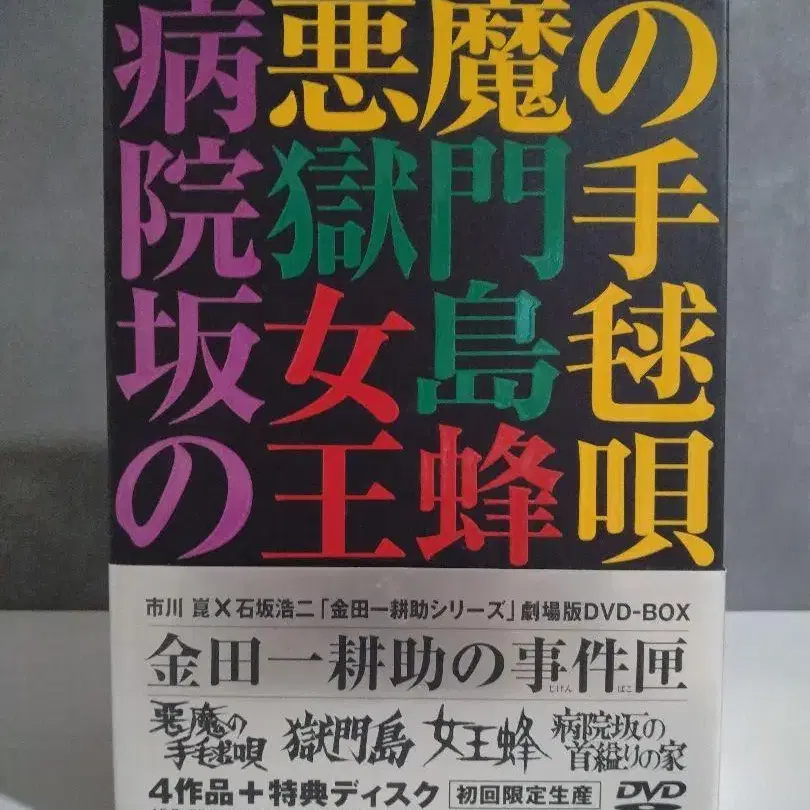 悪魔の手毬唄
獄門島
女王蜂
病院坂の
市川 崑×石坂浩二「金田一耕助シリーズ」劇場版DVD-BOX
金田一耕助の事件匣
じけん ばこ
悪魔の
手毬唄
獄門島
女王蜂
病院坂の
首縊りの家
4作品+特典ディスク 初回限定生産 DVD